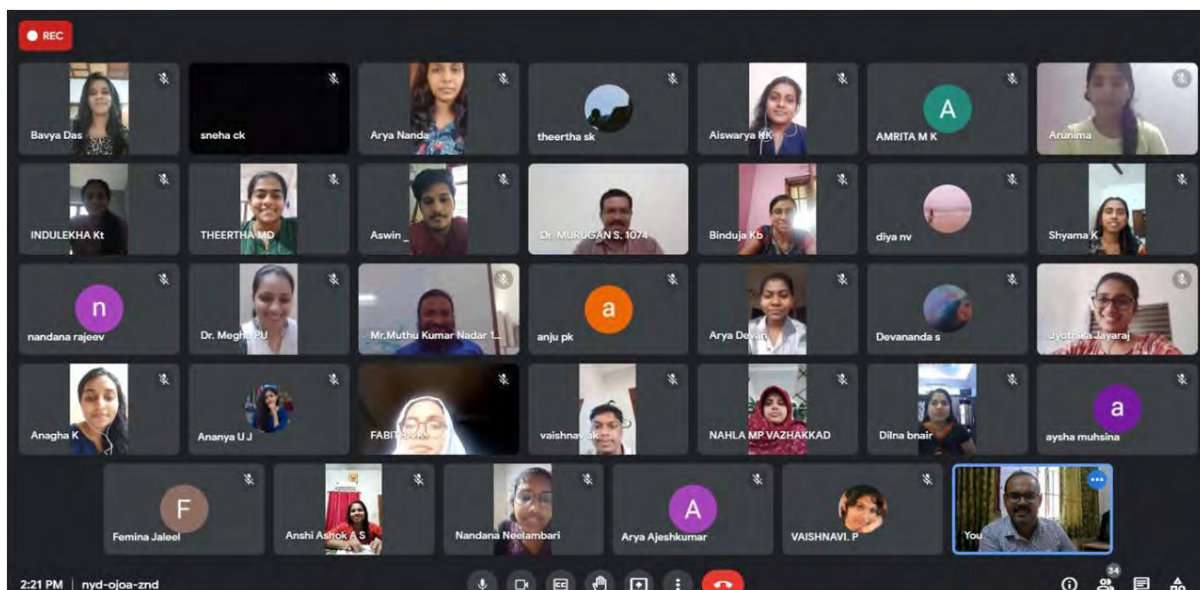 REC
Bavya Das
sneha ck
Arya Nanda
theertha sk
Aiswarya KK
A
AMRITA M K
Arunima
INDULEKHA Kt
THEERTHA MD
Aswin _
Dr. MURUGAN S. 1074
Binduja Kb
diya nv
Shyama K
n
nandana rajeev
Dr. Megha PU
Mr.Muthu Kumar Nadar 1...
a
anju pk
Arya Devan
Devananda s
Jyothika Jayaraj
Anagha K
Ananya U J
vaishnav ak
NAHLA MP VAZHAKKAD
Dilna bnair
a
aysha muhsina
F
Femina Jaleel
Anshi Ashok A S
Nandana Neelambari
A
Arya Ajeshkumar
VAISHNAVI. P
You
2:21 PM | nyd-ojoa-znd
CC
34